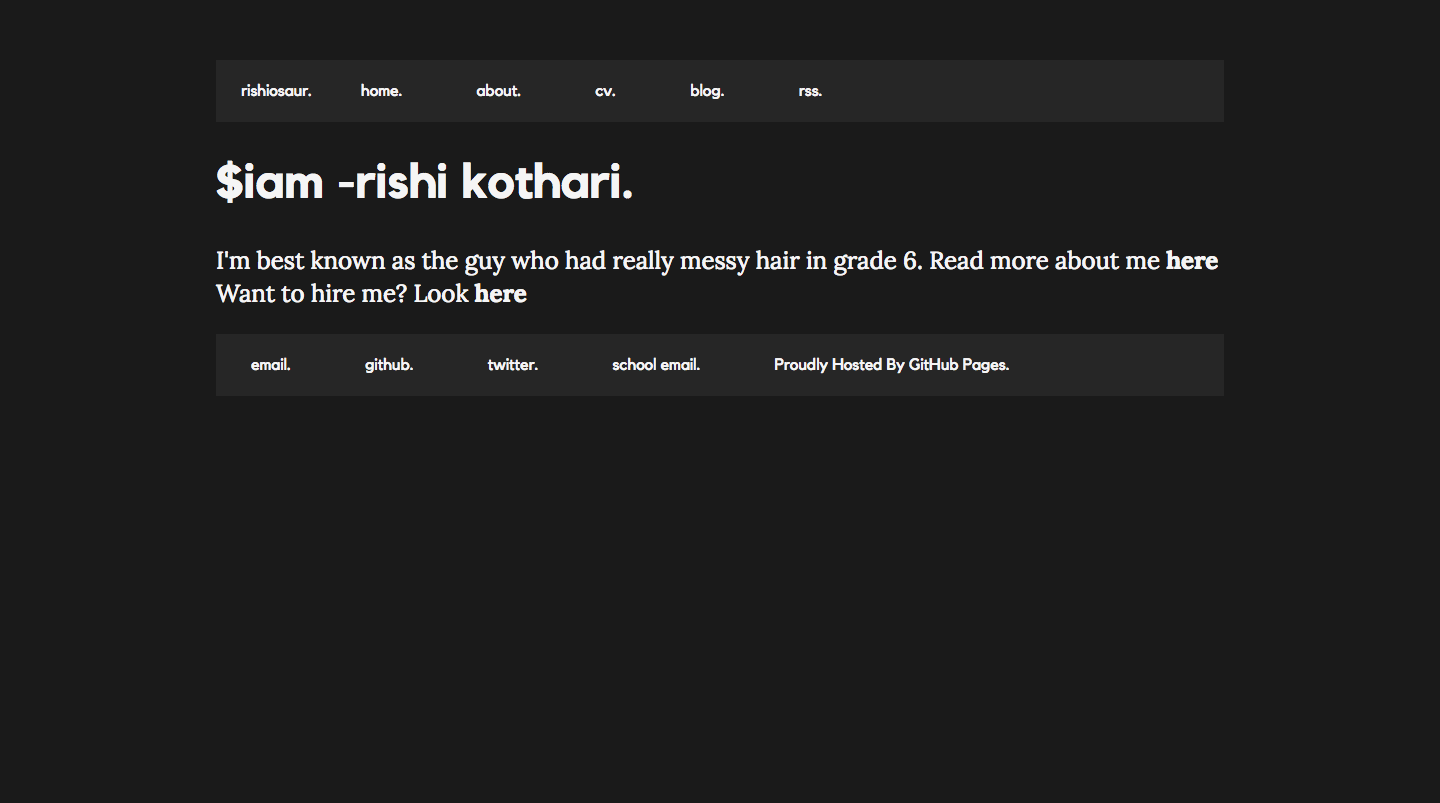 rishiosaur. home. about. cv. blog. rss.
$iam -rishi kothari.
I'm best known as the guy who had really messy hair in grade 6. Read more about me here
Want to hire me? Look here
email. github. twitter. school email. Proudly Hosted By GitHub Pages.